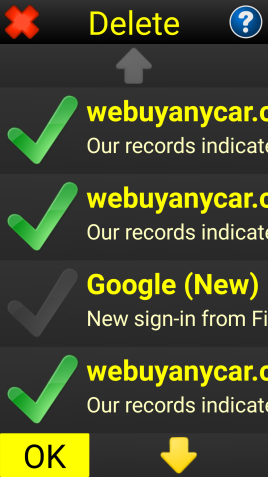 Delete
webuyanycar.c
Our records indicate
webuyanycar.c
Our records indicate
Google (New)
New sign-in from Fi
webuyanycar.c
Our records indicate
OK